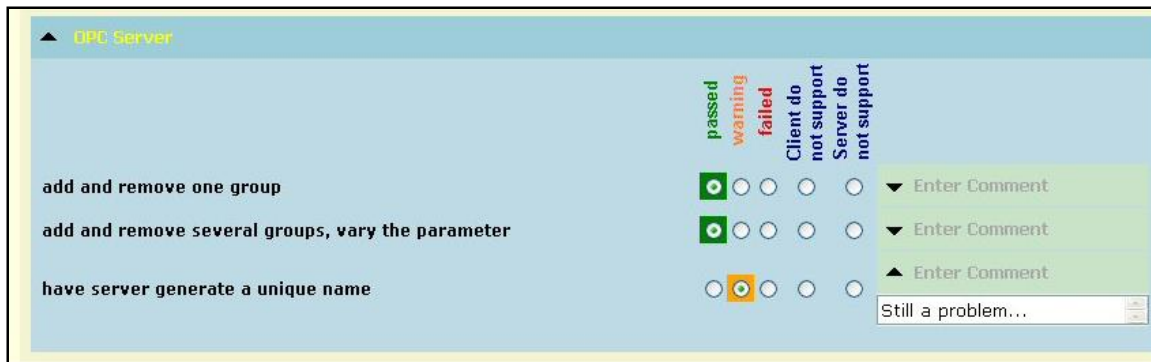 OPC Server
passed
warning
failed
Client do
not support
Server do
not support
add and remove one group
Enter Comment
add and remove several groups, vary the parameter
Enter Comment
have server generate a unique name
Enter Comment
Still a problem...